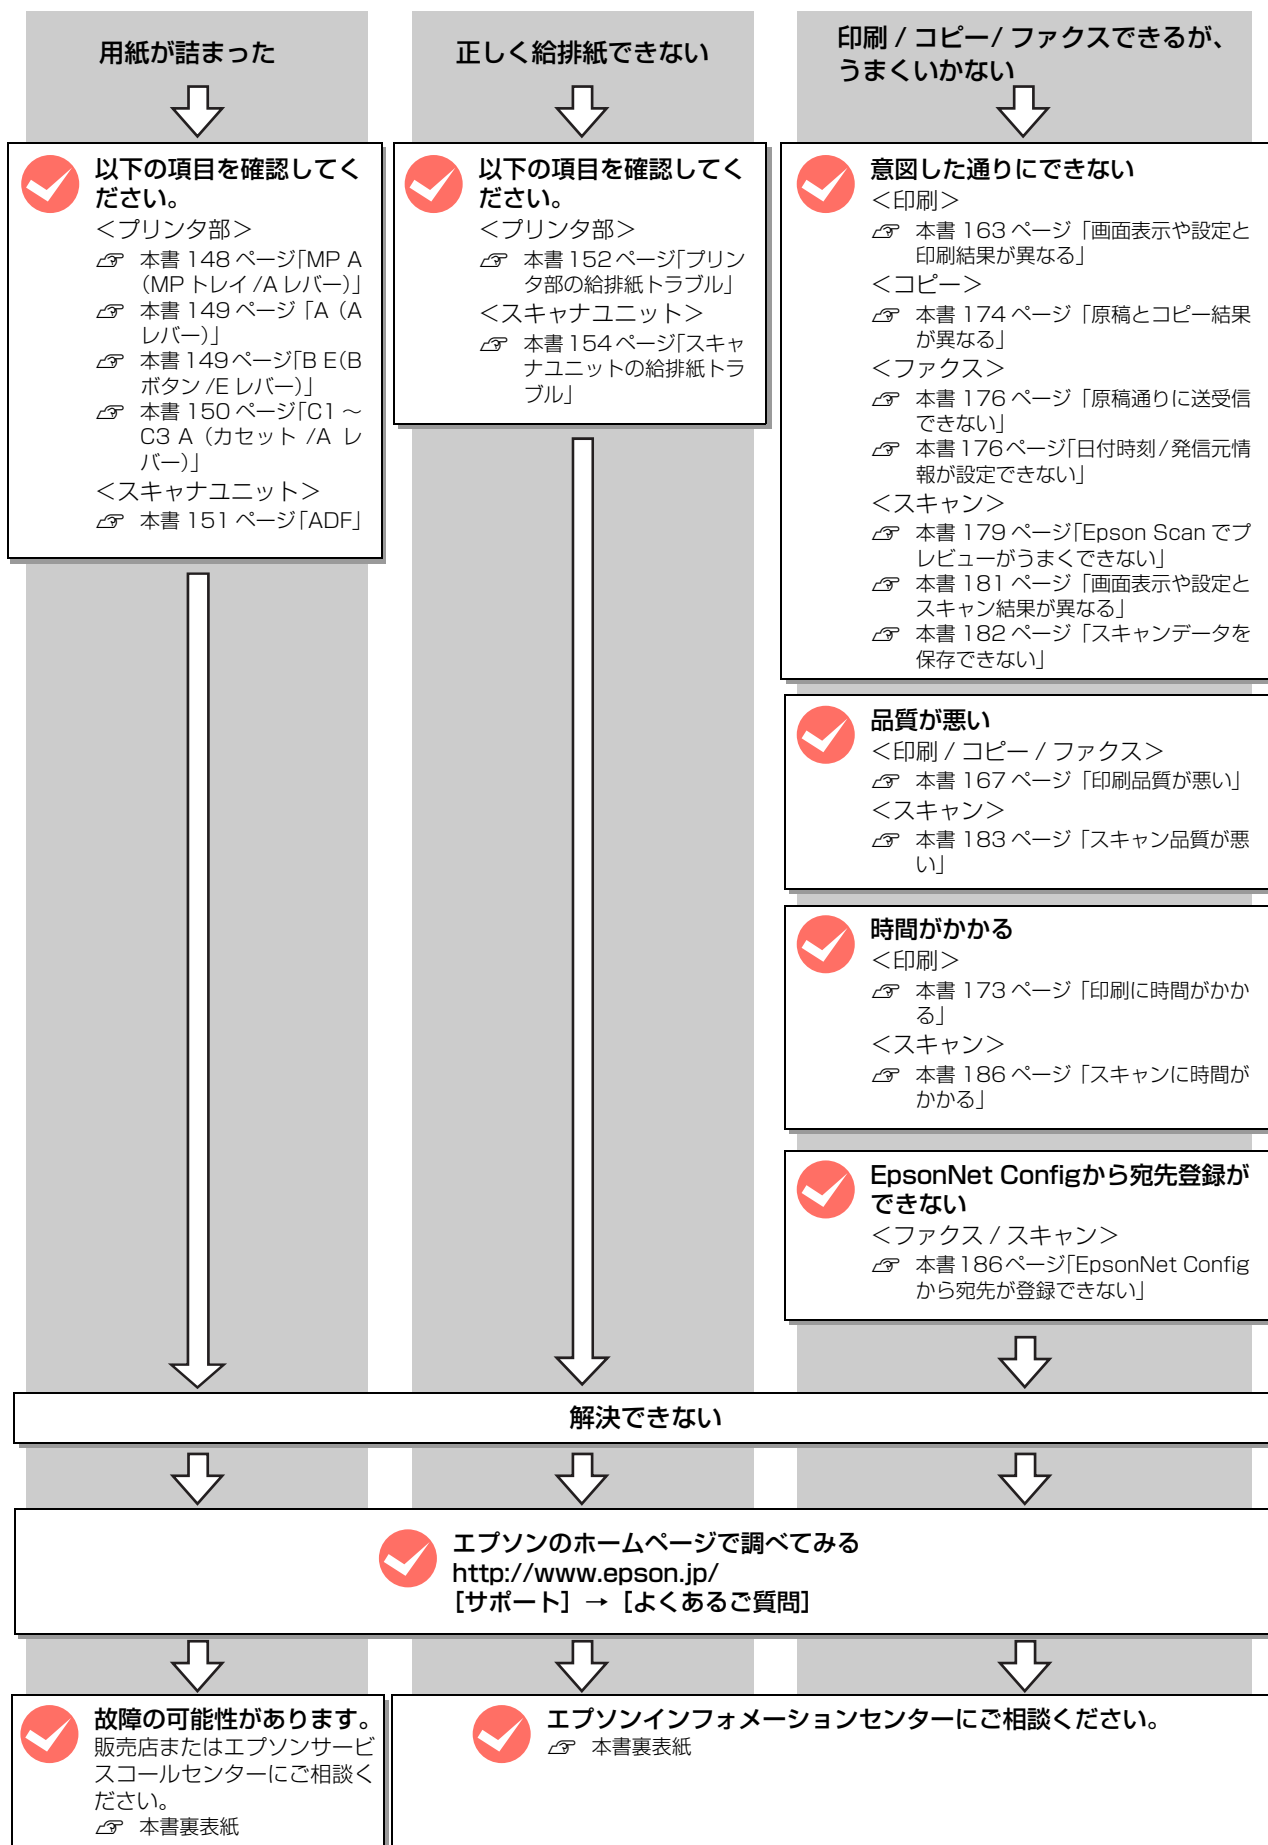 用紙が詰まった
以下の項目を確認してく
ださい。
＜プリンタ部＞
本書 148 ページ「MP A
（MP トレイ /A レバー）」
本書 149 ページ「A（A
レバー）」
本書 149 ページ「B E（B
ボタン /E レバー）」
本書 150 ページ「C1 ～
C3 A（カセット /A レ
バー）」
＜スキャナユニット＞
本書 151 ページ「ADF」
正しく給排紙できない
以下の項目を確認してく
ださい。
＜プリンタ部＞
本書 152 ページ「プリン
タ部の給排紙トラブル」
＜スキャナユニット＞
本書 154 ページ「スキャ
ナユニットの給排紙トラ
ブル」
印刷 / コピー/ ファクスできるが、
うまくいかない
意図した通りにできない
＜印刷＞
本書 163 ページ「画面表示や設定と
印刷結果が異なる」
＜コピー＞
本書 174 ページ「原稿とコピー結果
が異なる」
＜ファクス＞
本書 176 ページ「原稿通りに送受信
できない」
本書 176 ページ「日付時刻/発信元情
報が設定できない」
＜スキャン＞
本書 179 ページ「Epson Scan でプ
レビューがうまくできない」
本書 181 ページ「画面表示や設定と
スキャン結果が異なる」
本書 182 ページ「スキャンデータを
保存できない」
品質が悪い
＜印刷 / コピー / ファクス＞
本書 167 ページ「印刷品質が悪い」
＜スキャン＞
本書 183 ページ「スキャン品質が悪
い」
時間がかかる
＜印刷＞
本書 173 ページ「印刷に時間がかか
る」
＜スキャン＞
本書 186 ページ「スキャンに時間が
かかる」
EpsonNet Configから宛先登録が
できない
＜ファクス / スキャン＞
本書 186 ページ「EpsonNet Config
から宛先が登録できない」
解決できない
エプソンのホームページで調べてみる
http://www.epson.jp/
［サポート］→［よくあるご質問］
故障の可能性があります。
販売店またはエプソンサービ
スコールセンターにご相談く
ださい。
本書裏表紙
エプソンインフォメーションセンターにご相談ください。
本書裏表紙